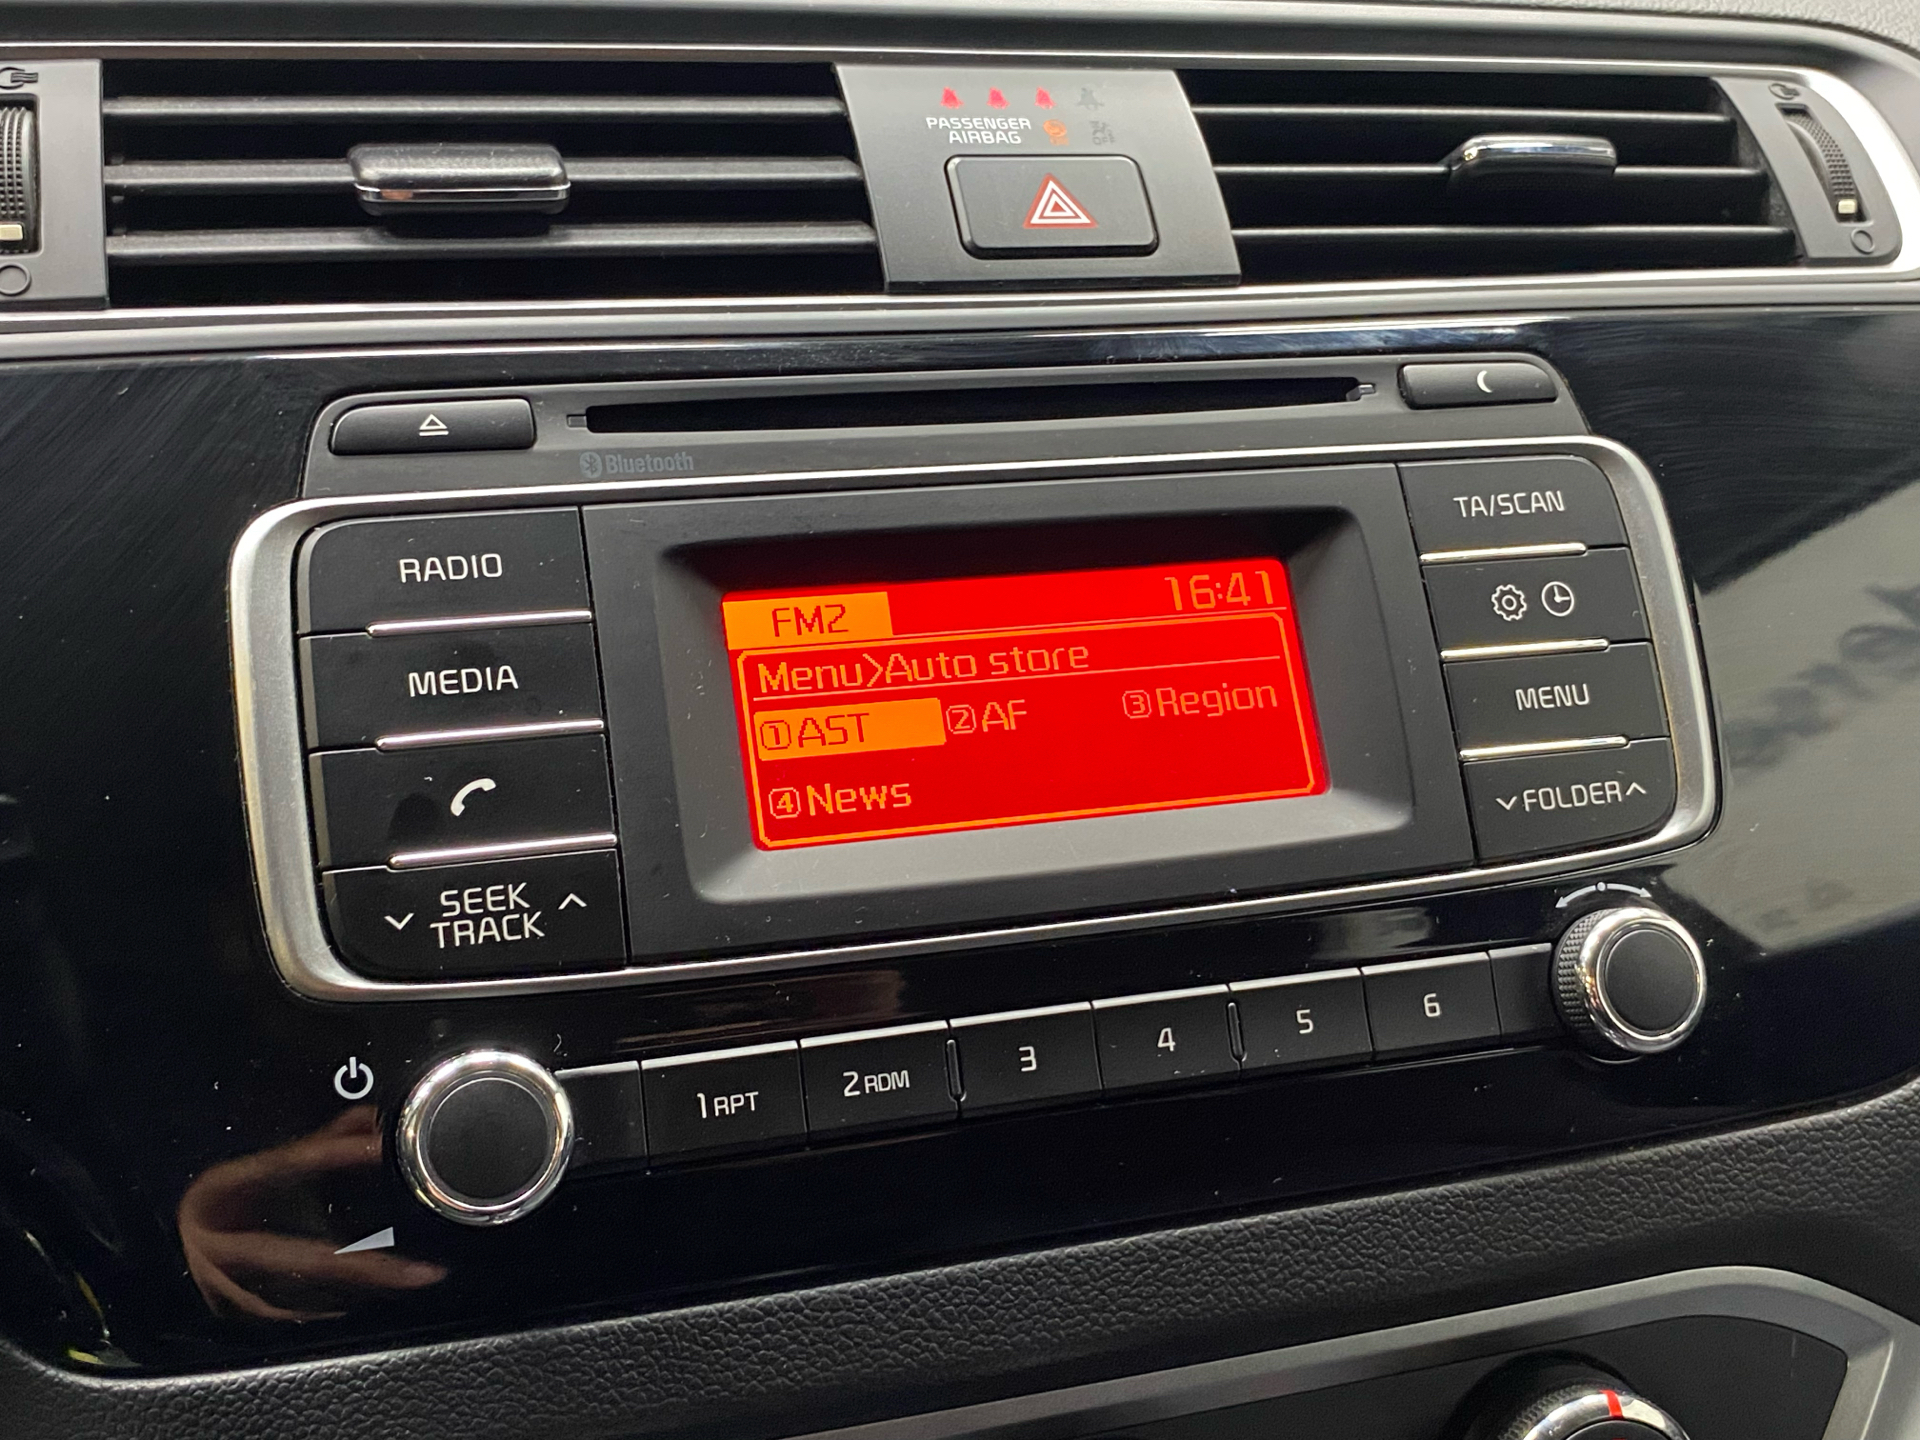 PASSENGER
AIRBAG
Bluetooth
RADIO
MEDIA
SEEK
TRACK
FM2 16:41
Menu>Auto store
①AST ②AF ③Region
④News
TA/SCAN
MENU
FOLDER
1 RPT 2 RDM 3 4 5 6